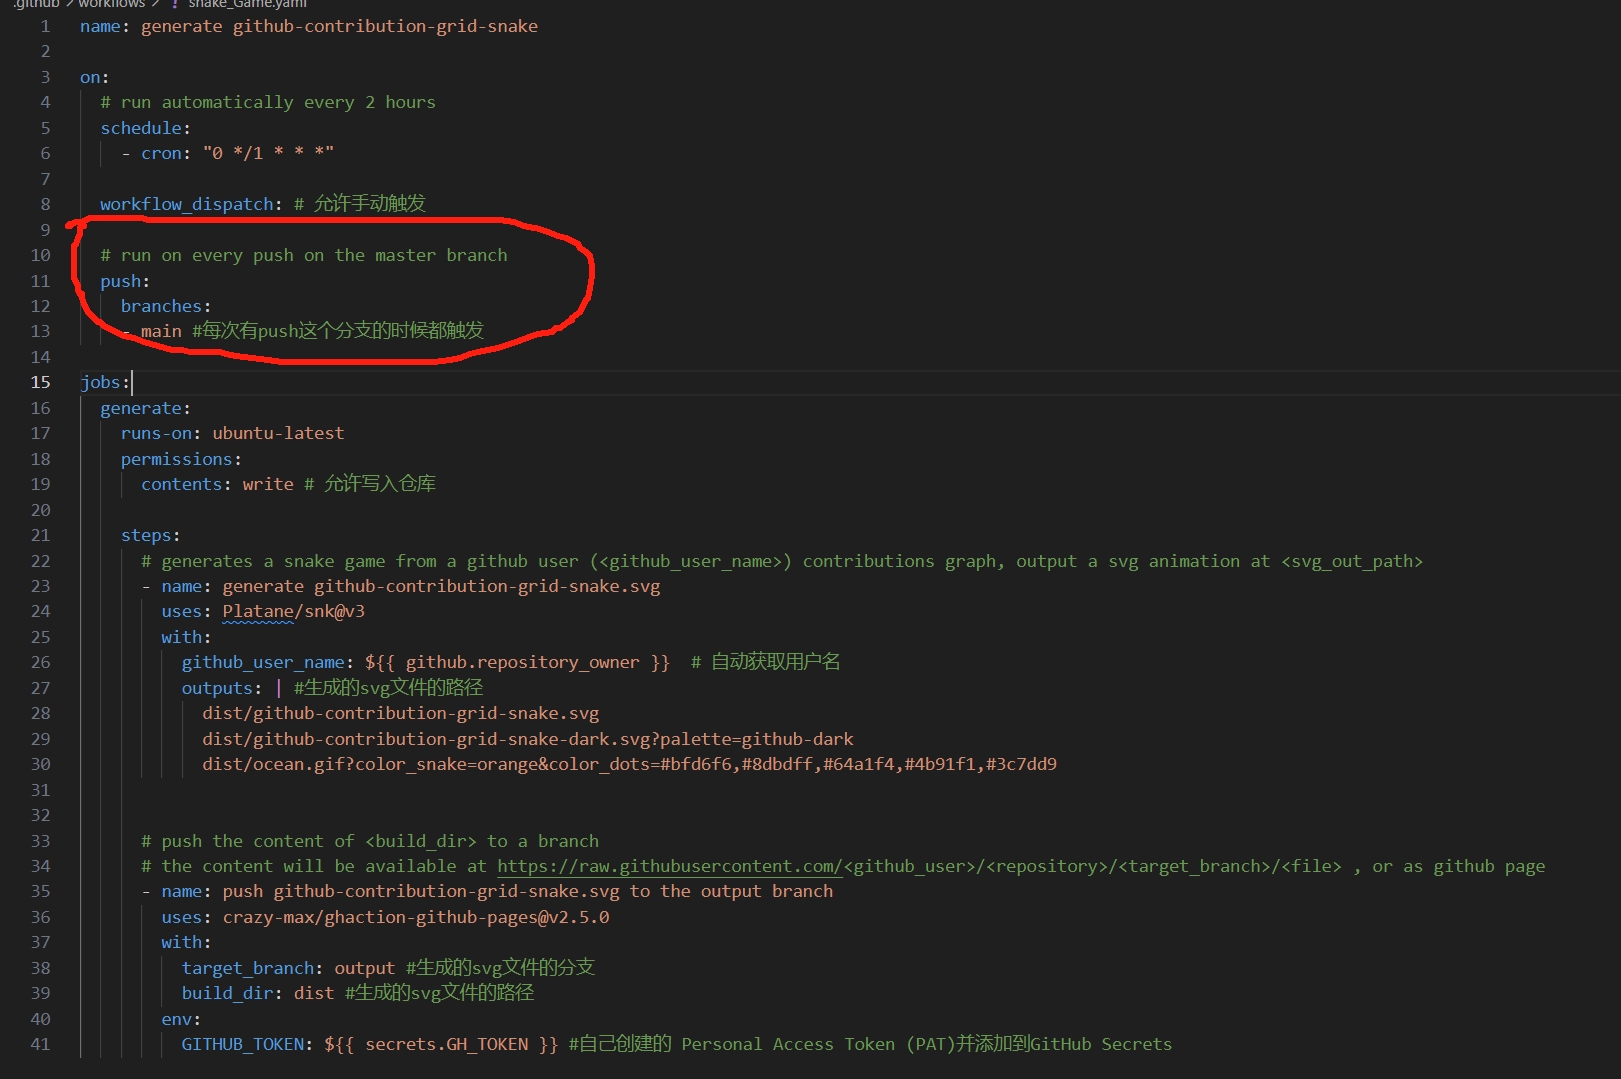 .github > workflows > ! snake_Game.yaml
1 name: generate github-contribution-grid-snake
2
3 on:
4 # run automatically every 2 hours
5 schedule:
6 - cron: "0 */1 * * *"
7
8 workflow_dispatch: # 允许手动触发
9
10 # run on every push on the master branch
11 push:
12 branches:
13 - main #每次有push这个分支的时候都触发
14
15 jobs:
16 generate:
17 runs-on: ubuntu-latest
18 permissions:
19 contents: write # 允许写入仓库
20
21 steps:
22 # generates a snake game from a github user (<github_user_name>) contributions graph, output a svg animation at <svg_out_path>
23 - name: generate github-contribution-grid-snake.svg
24 uses: Platane/snk@v3
25 with:
26 github_user_name: ${{ github.repository_owner }} # 自动获取用户名
27 outputs: | #生成的svg文件的路径
28 dist/github-contribution-grid-snake.svg
29 dist/github-contribution-grid-snake-dark.svg?palette=github-dark
30 dist/ocean.gif?color_snake=orange&color_dots=#bfd6f6,#8dbdff,#64a1f4,#4b91f1,#3c7dd9
31
32
33 # push the content of <build_dir> to a branch
34 # the content will be available at https://raw.githubusercontent.com/<github_user>/<repository>/<target_branch>/<file> , or as github page
35 - name: push github-contribution-grid-snake.svg to the output branch
36 uses: crazy-max/ghaction-github-pages@v2.5.0
37 with:
38 target_branch: output #生成的svg文件的分支
39 build_dir: dist #生成的svg文件的路径
40 env:
41 GITHUB_TOKEN: ${{ secrets.GH_TOKEN }} #自己创建的 Personal Access Token (PAT)并添加到GitHub Secrets